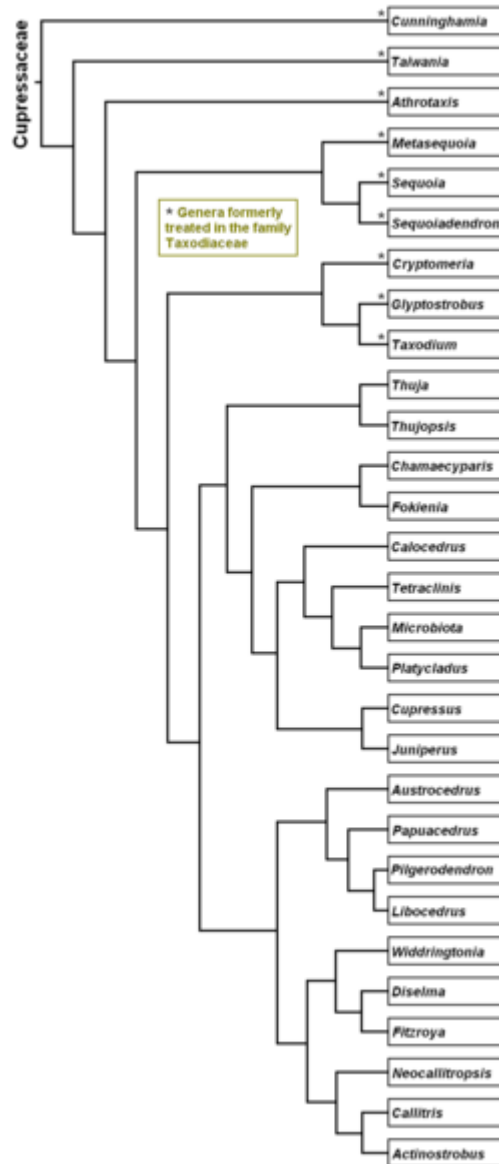 Cupressaceae
* Cunninghamia
* Taiwania
* Athrotaxis
* Metasequoia
* Sequoia
* Sequoiadendron
* Genera formerly
treated in the family
Taxodiaceae
* Cryptomeria
* Glyptostrobus
* Taxodium
Thuja
Thujopsis
Chamaecyparis
Fokienia
Calocedrus
Tetraclinis
Microbiota
Platycladus
Cupressus
Juniperus
Austrocedrus
Papuacedrus
Pilgerodendron
Libocedrus
Widdringtonia
Diselma
Fitzroya
Neocallitropsis
Callitris
Actinostrobus